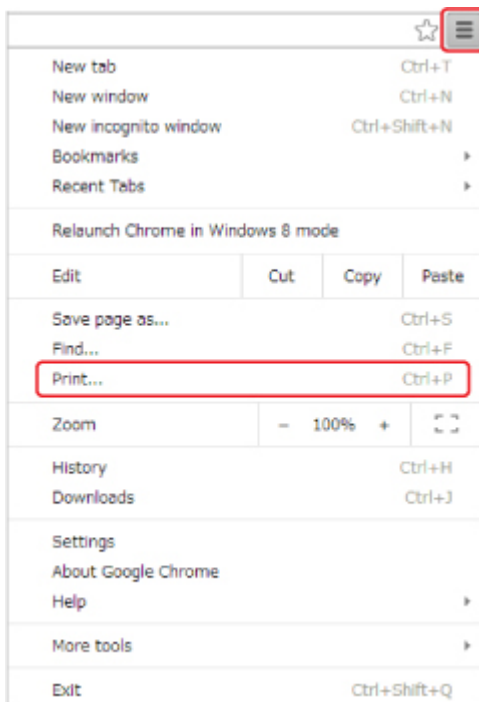 New tab Ctrl+T
New window Ctrl+N
New incognito window Ctrl+Shift+N
Bookmarks
Recent Tabs
Relaunch Chrome in Windows 8 mode
Edit Cut Copy Paste
Save page as... Ctrl+S
Find... Ctrl+F
Print... Ctrl+P
Zoom − 100% +
History Ctrl+H
Downloads Ctrl+J
Settings
About Google Chrome
Help
More tools
Exit Ctrl+Shift+Q